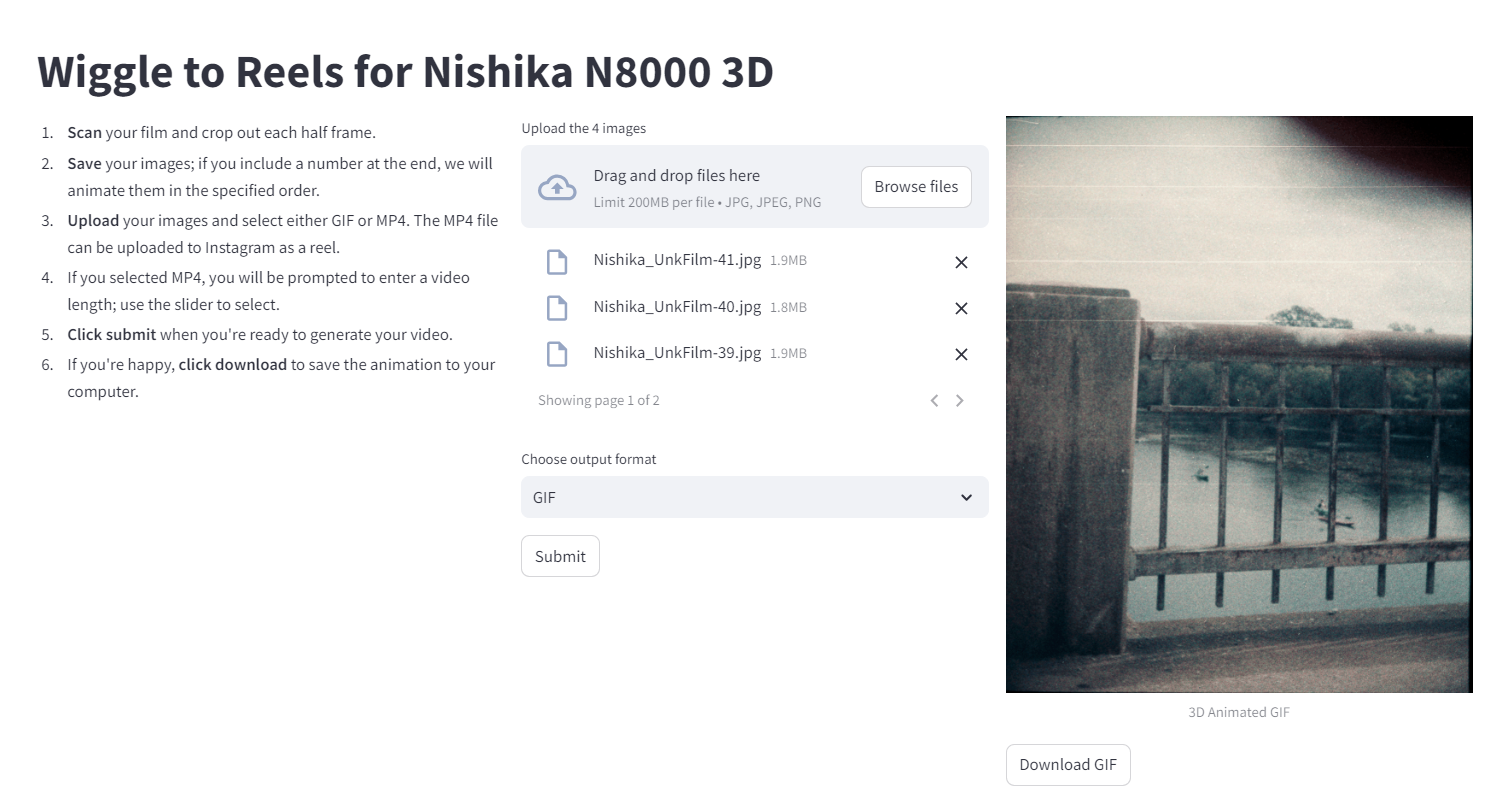 Wiggle to Reels for Nishika N8000 3D
1. Scan your film and crop out each half frame.
2. Save your images; if you include a number at the end, we will
animate them in the specified order.
3. Upload your images and select either GIF or MP4. The MP4 file
can be uploaded to Instagram as a reel.
4. If you selected MP4, you will be prompted to enter a video
length; use the slider to select.
5. Click submit when you're ready to generate your video.
6. If you're happy, click download to save the animation to your
computer.
Upload the 4 images
Drag and drop files here
Limit 200MB per file • JPG, JPEG, PNG
Browse files
Nishika_UnkFilm-41.jpg 1.9MB
Nishika_UnkFilm-40.jpg 1.8MB
Nishika_UnkFilm-39.jpg 1.9MB
Showing page 1 of 2
Choose output format
GIF
Submit
3D Animated GIF
Download GIF